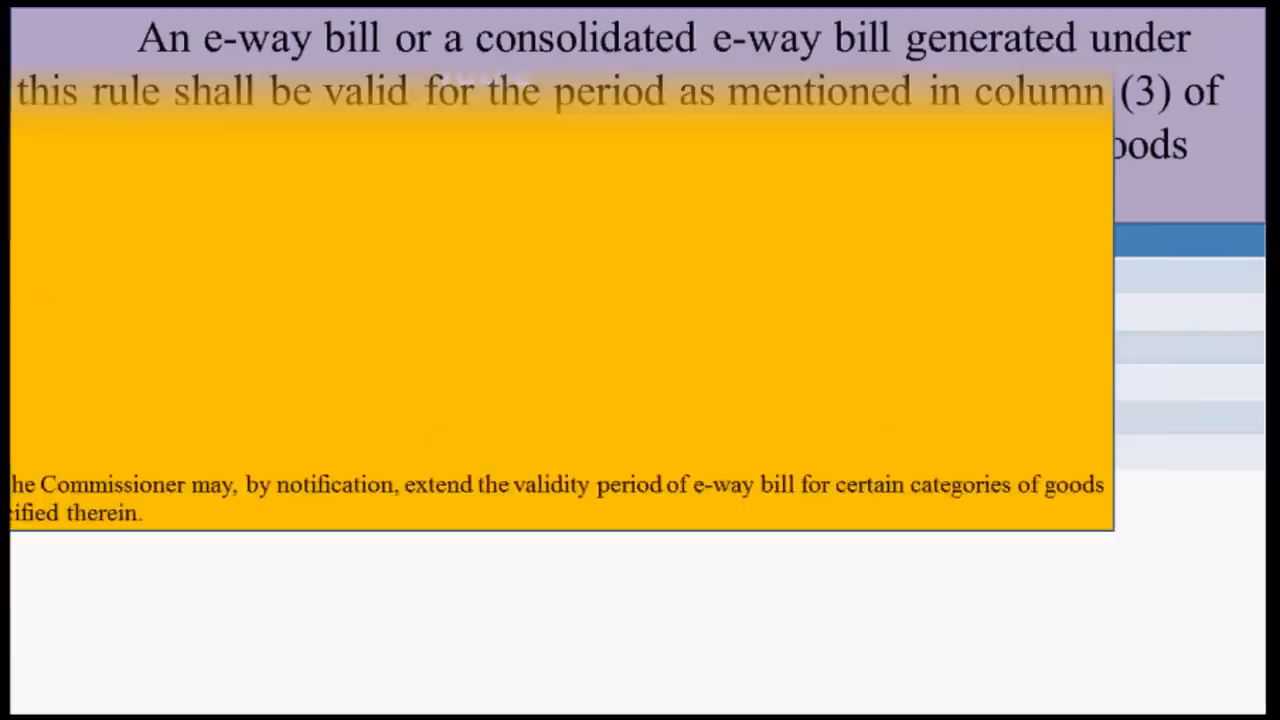 An e-way bill or a consolidated e-way bill generated under
this rule shall be valid for the period as mentioned in column (3) of
he Commissioner may, by notification, extend the validity period of e-way bill for certain categories of goods
therein.